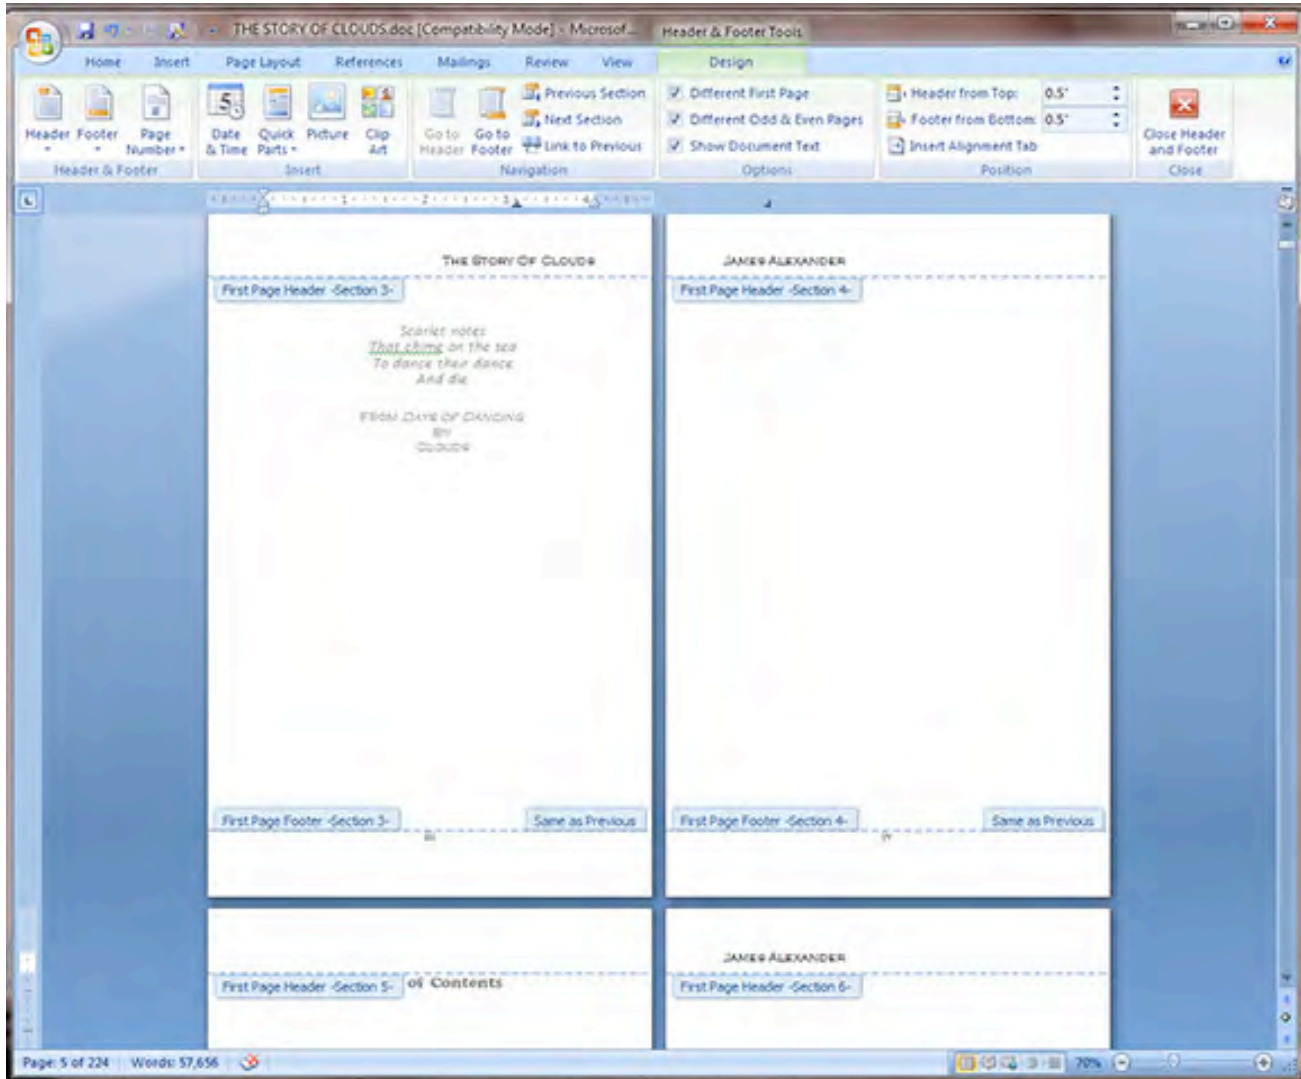 THE STORY OF CLOUDS.doc [Compatibility Mode] - Microsof... Header & Footer Tools
Home Insert Page Layout References Mailings Review View Design
Header Footer Page Number
Date & Time Quick Parts Picture Clip Art
Go to Header Go to Footer
Previous Section
Next Section
Link to Previous
Different First Page
Different Odd & Even Pages
Show Document Text
Header from Top: 0.5"
Footer from Bottom: 0.5"
Insert Alignment Tab
Close Header and Footer
Header & Footer Insert Navigation Options Position Close
The Story Of Clouds
First Page Header -Section 3-
Scarlet notes
That chime on the sea
To dance their dance
And die
From Days of Dancing
By
Clouds
First Page Footer -Section 3- Same as Previous
iii
James Alexander
First Page Header -Section 4-
First Page Footer -Section 4- Same as Previous
iv
First Page Header -Section 5- of Contents
James Alexander
First Page Header -Section 6-
Page: 5 of 224 Words: 57,656 70%